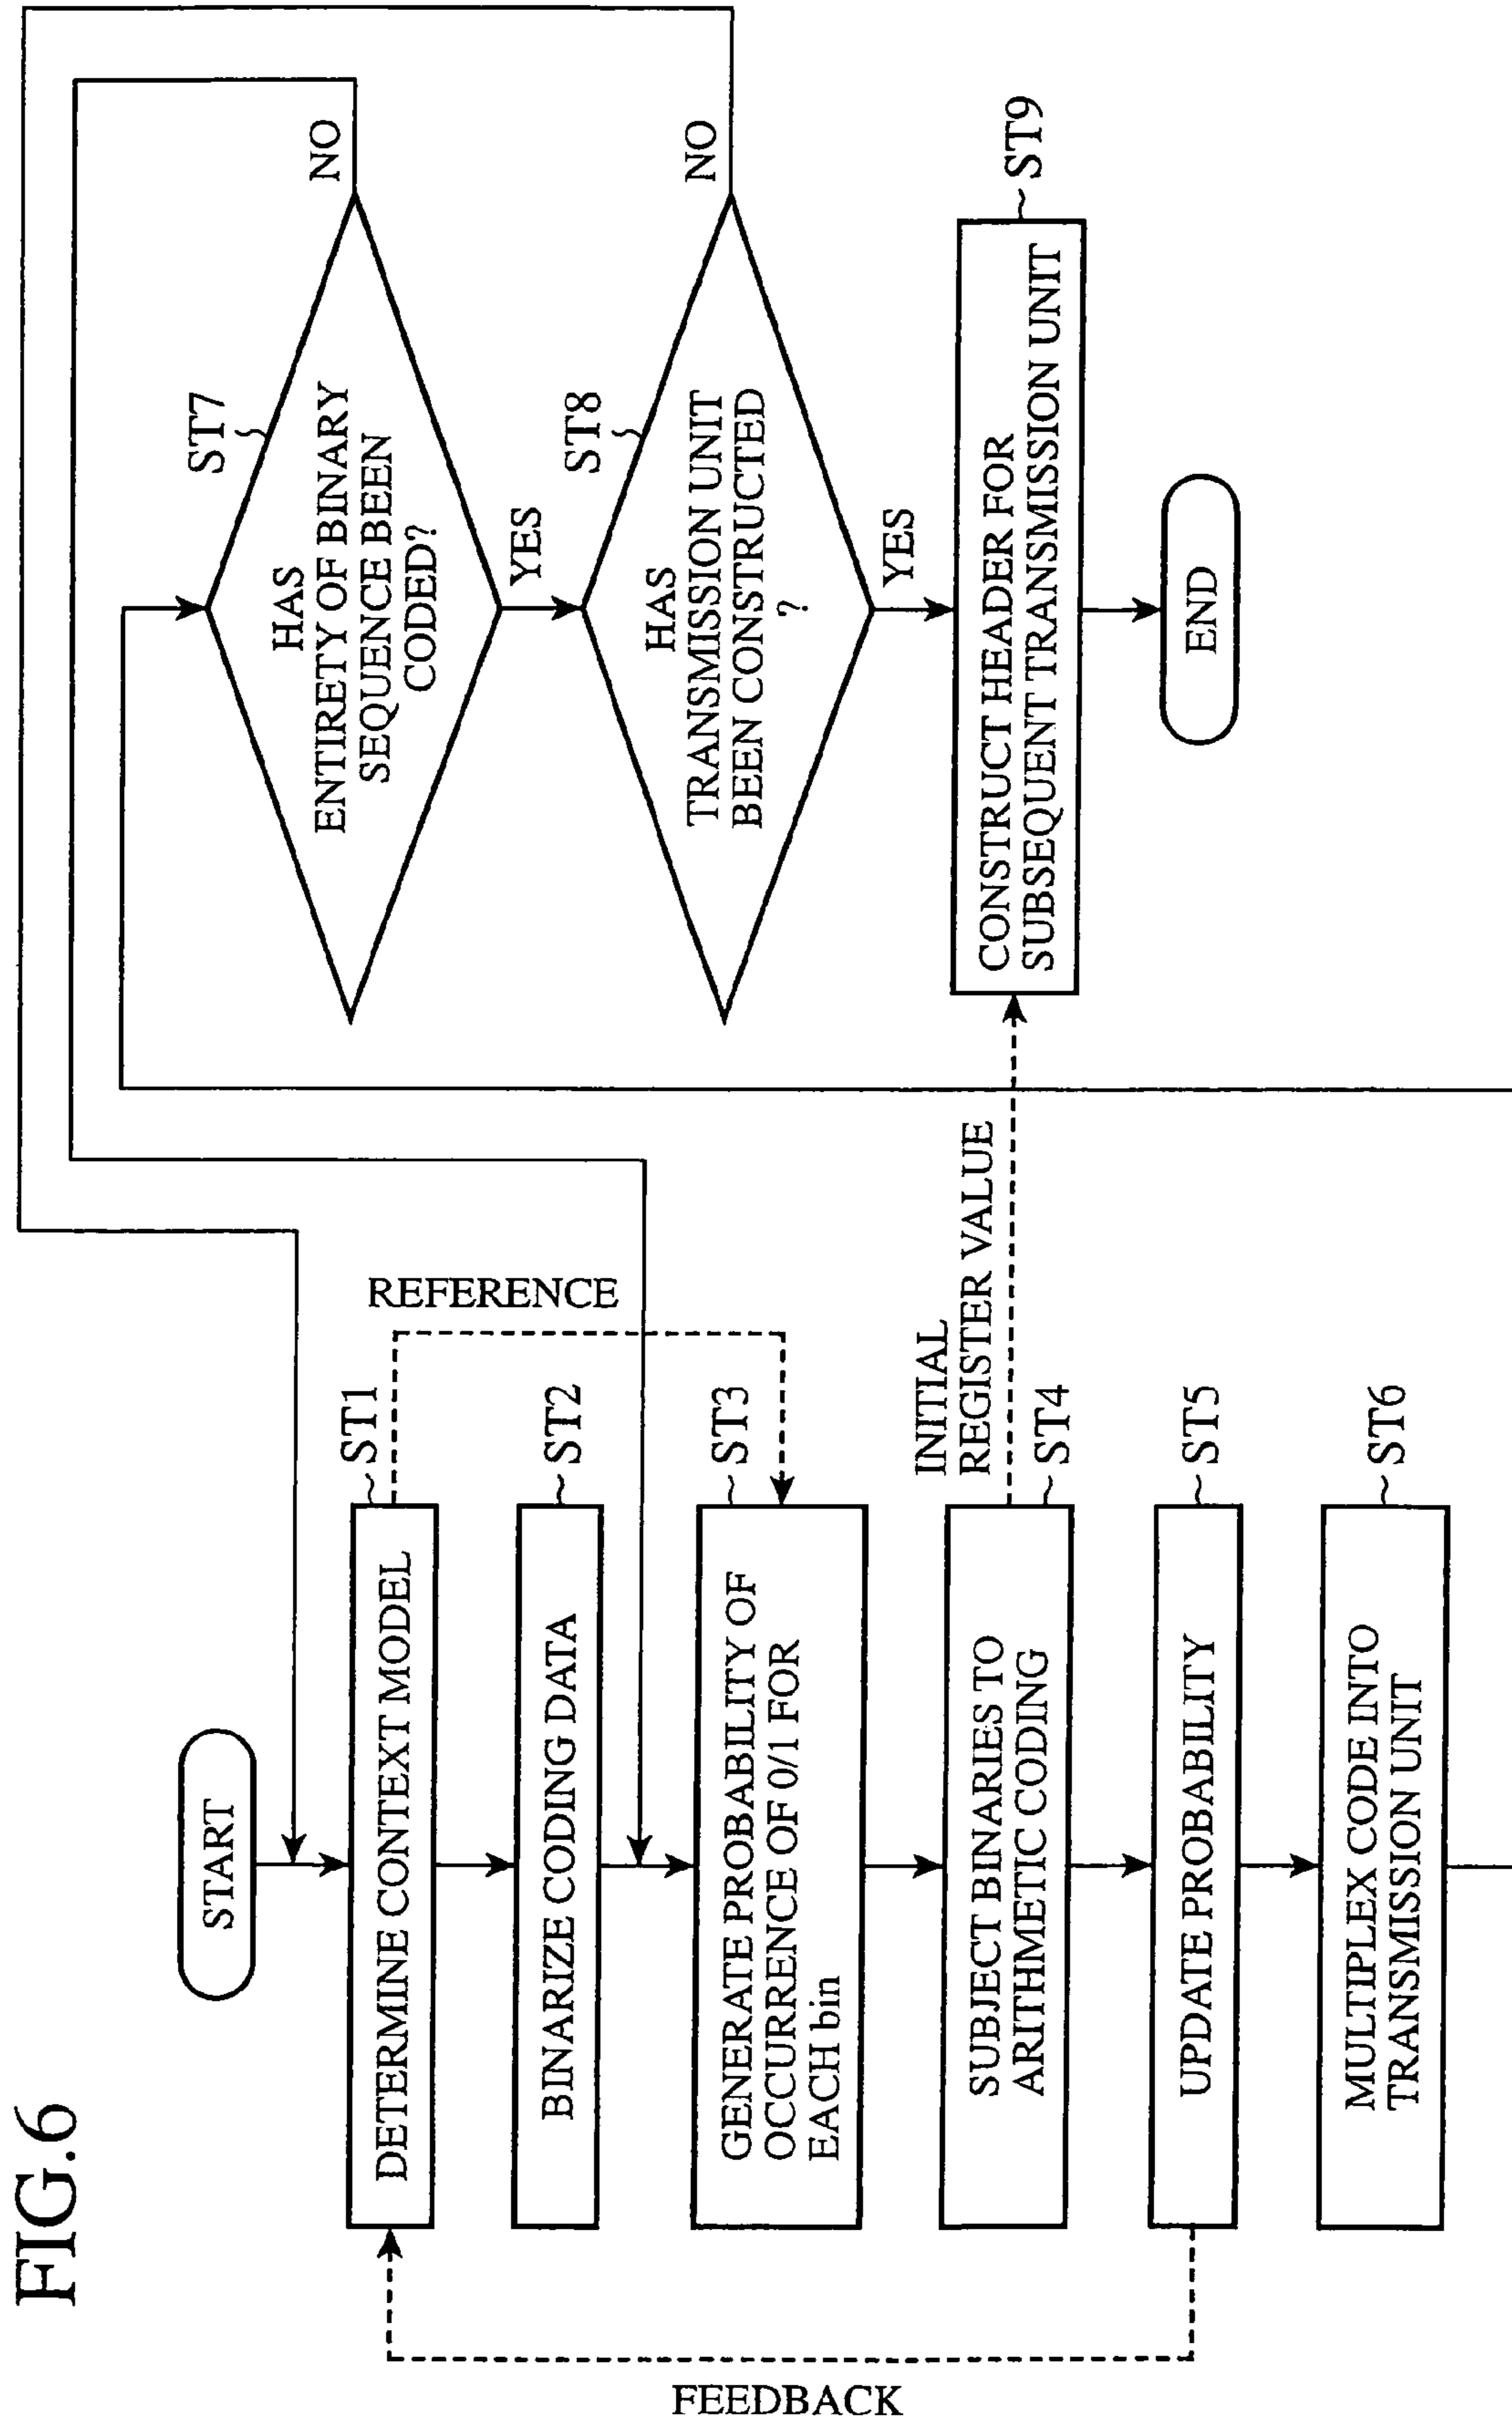 FIG.6
START
DETERMINE CONTEXT MODEL
ST1
REFERENCE
BINARIZE CODING DATA
ST2
GENERATE PROBABILITY OF
OCCURRENCE OF 0/1 FOR
EACH bin
ST3
INITIAL
REGISTER VALUE
SUBJECT BINARIES TO
ARITHMETIC CODING
ST4
UPDATE PROBABILITY
ST5
FEEDBACK
MULTIPLEX CODE INTO
TRANSMISSION UNIT
ST6
ST7
HAS
ENTIRETY OF BINARY
SEQUENCE BEEN
CODED?
NO
YES
ST8
HAS
TRANSMISSION UNIT
BEEN CONSTRUCTED
?
NO
YES
CONSTRUCT HEADER FOR
SUBSEQUENT TRANSMISSION UNIT
ST9
END